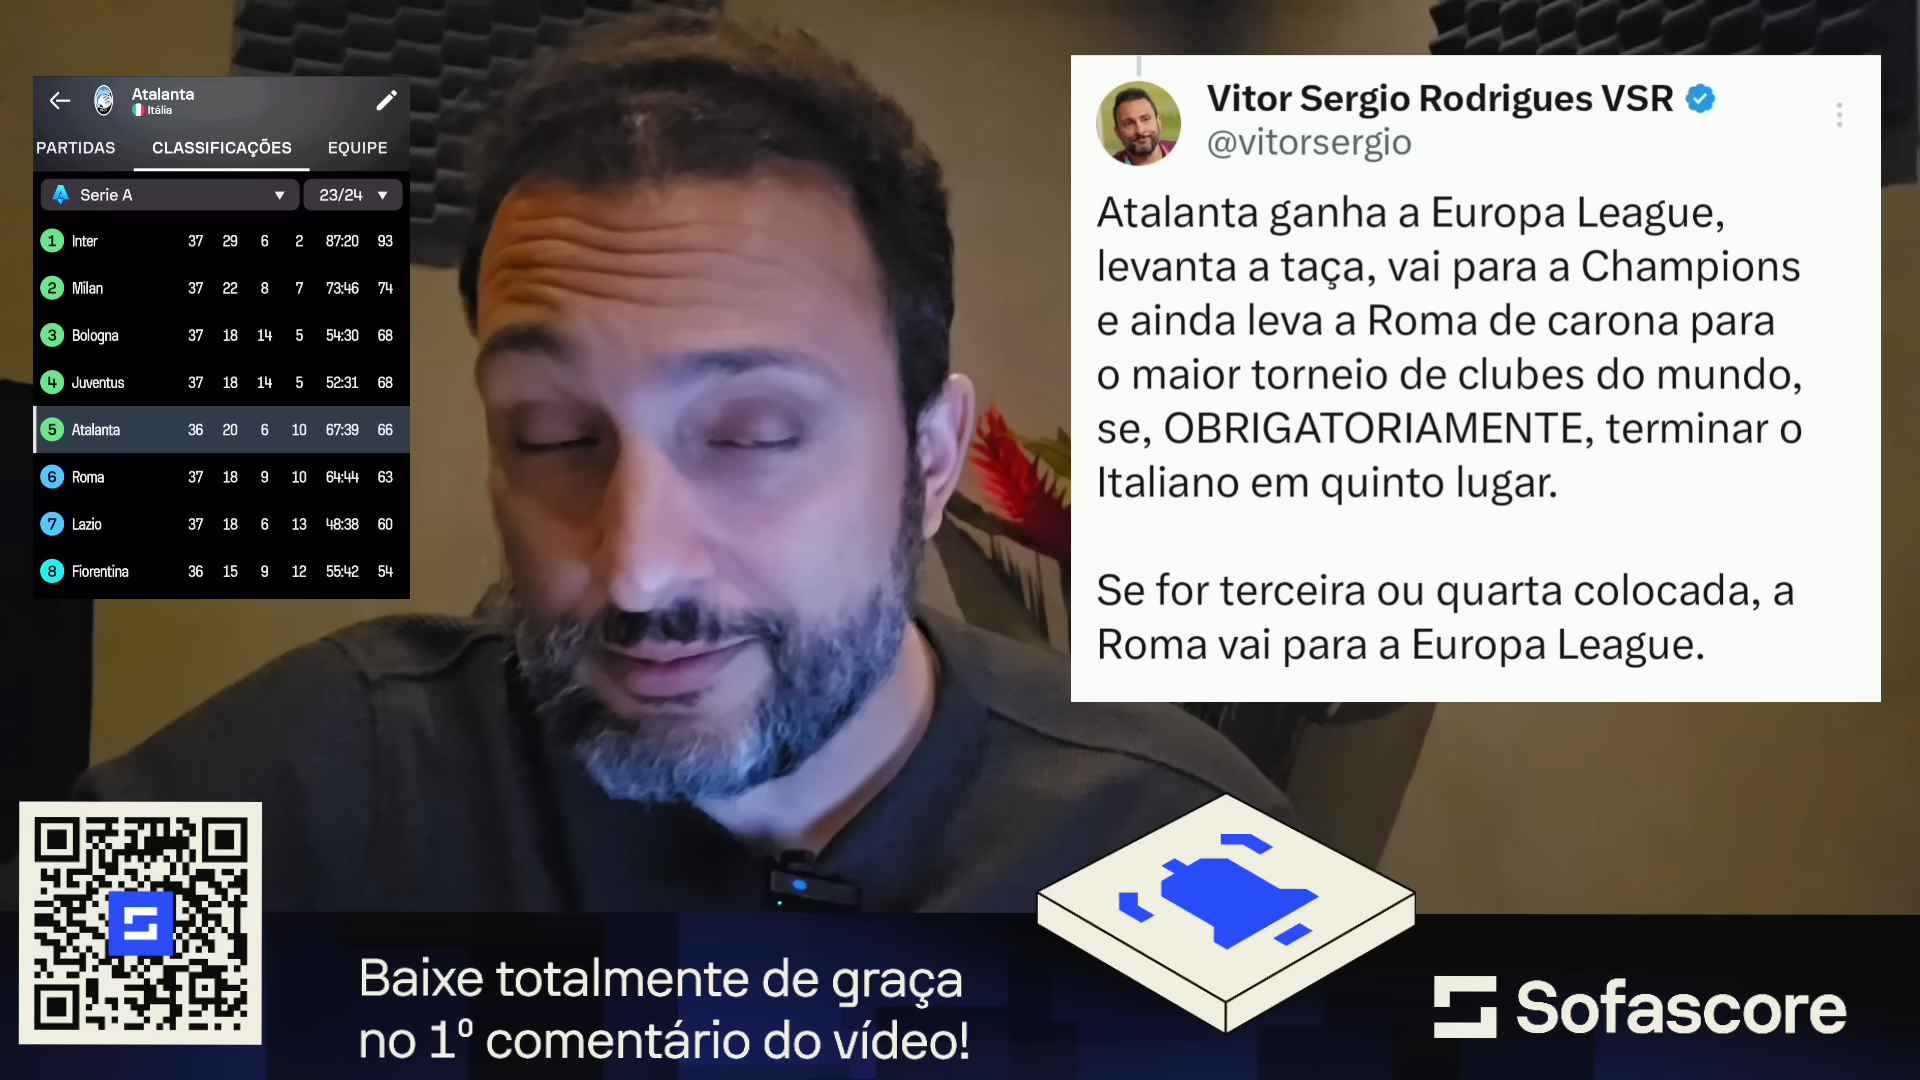 Atalanta
Itália
PARTIDAS CLASSIFICAÇÕES EQUIPE
Serie A ▼ 23/24 ▼
1 Inter 37 29 6 2 87:20 93
2 Milan 37 22 8 7 73:46 74
3 Bologna 37 18 14 5 54:30 68
4 Juventus 37 18 14 5 52:31 68
5 Atalanta 36 20 6 10 67:39 66
6 Roma 37 18 9 10 64:44 63
7 Lazio 37 18 6 13 48:38 60
8 Fiorentina 36 15 9 12 55:42 54
Vitor Sergio Rodrigues VSR
@vitorsergio
Atalanta ganha a Europa League,
levanta a taça, vai para a Champions
e ainda leva a Roma de carona para
o maior torneio de clubes do mundo,
se, OBRIGATORIAMENTE, terminar o
Italiano em quinto lugar.
Se for terceira ou quarta colocada, a
Roma vai para a Europa League.
Baixe totalmente de graça
no 1º comentário do vídeo!
Sofascore